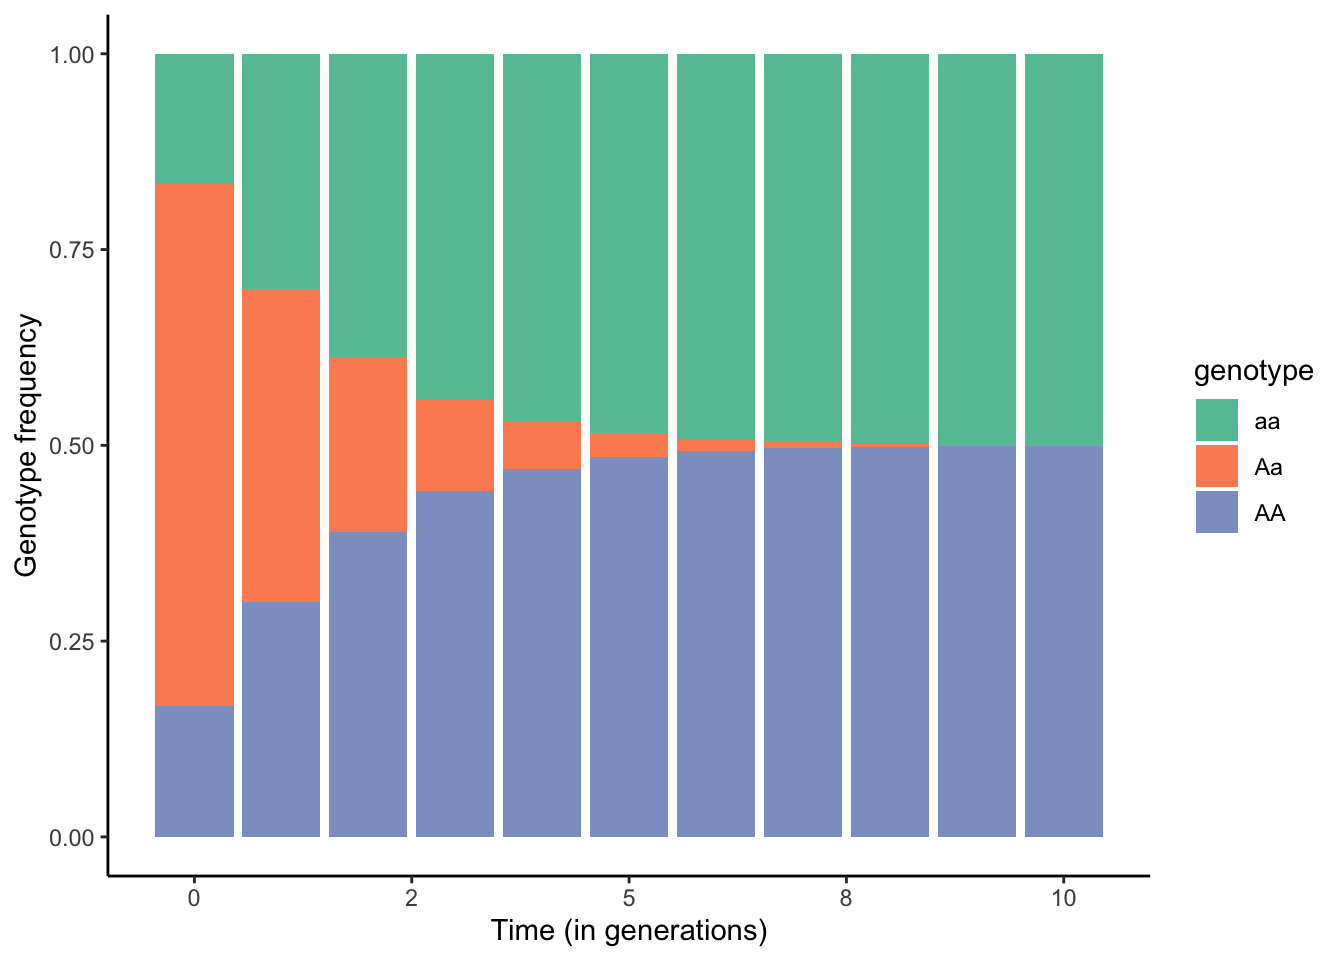 1.00
0.75
0.50
0.25
0.00
Genotype frequency
0 2 5 8 10
Time (in generations)
genotype
aa
Aa
AA